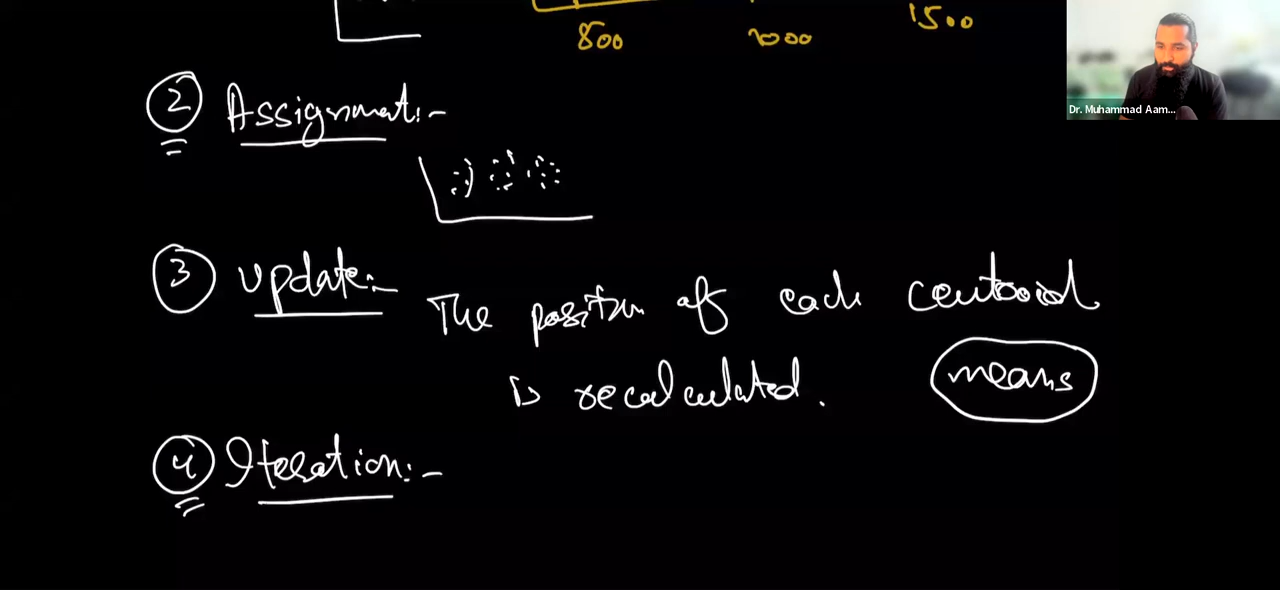 800 1000 1500
Dr. Muhammad Aam...
2 Assignment:-
3 update:- The position of each centroid
is recalculated. means
4 Iteration:-